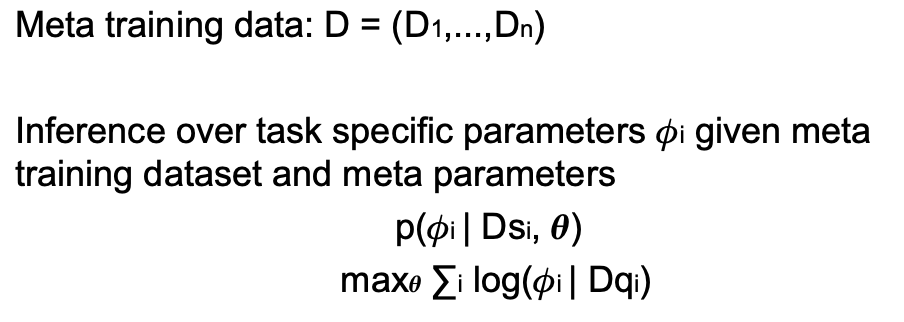 Meta training data: D = (D₁,...,Dn)
Inference over task specific parameters 𝜙i given meta
training dataset and meta parameters
p(𝜙i | Dsi, 𝜽)
max𝜽 ∑i log(𝜙i | Dqi)